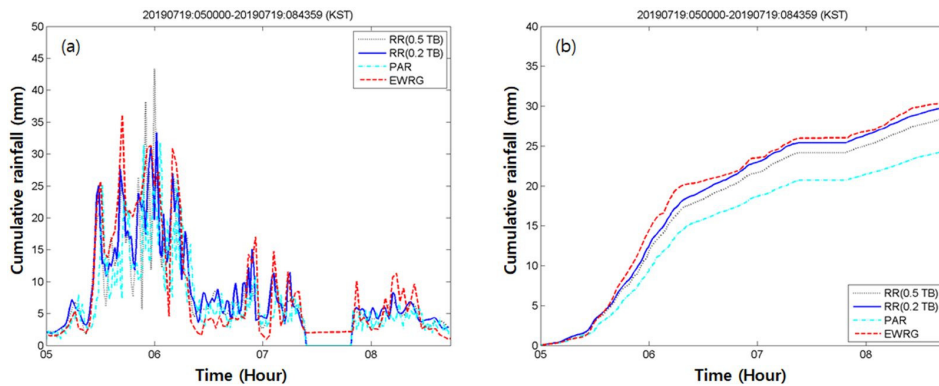 20190719:050000-20190719:084359 (KST)
(a)
RR(0.5 TB)
RR(0.2 TB)
PAR
EWRG
Cumulative rainfall (mm)
50
45
40
35
30
25
20
15
10
5
0
05
06
07
08
Time (Hour)
20190719:050000-20190719:084359 (KST)
(b)
Cumulative rainfall (mm)
40
35
30
25
20
15
10
5
0
RR(0.5 TB)
RR(0.2 TB)
PAR
EWRG
05
06
07
08
Time (Hour)